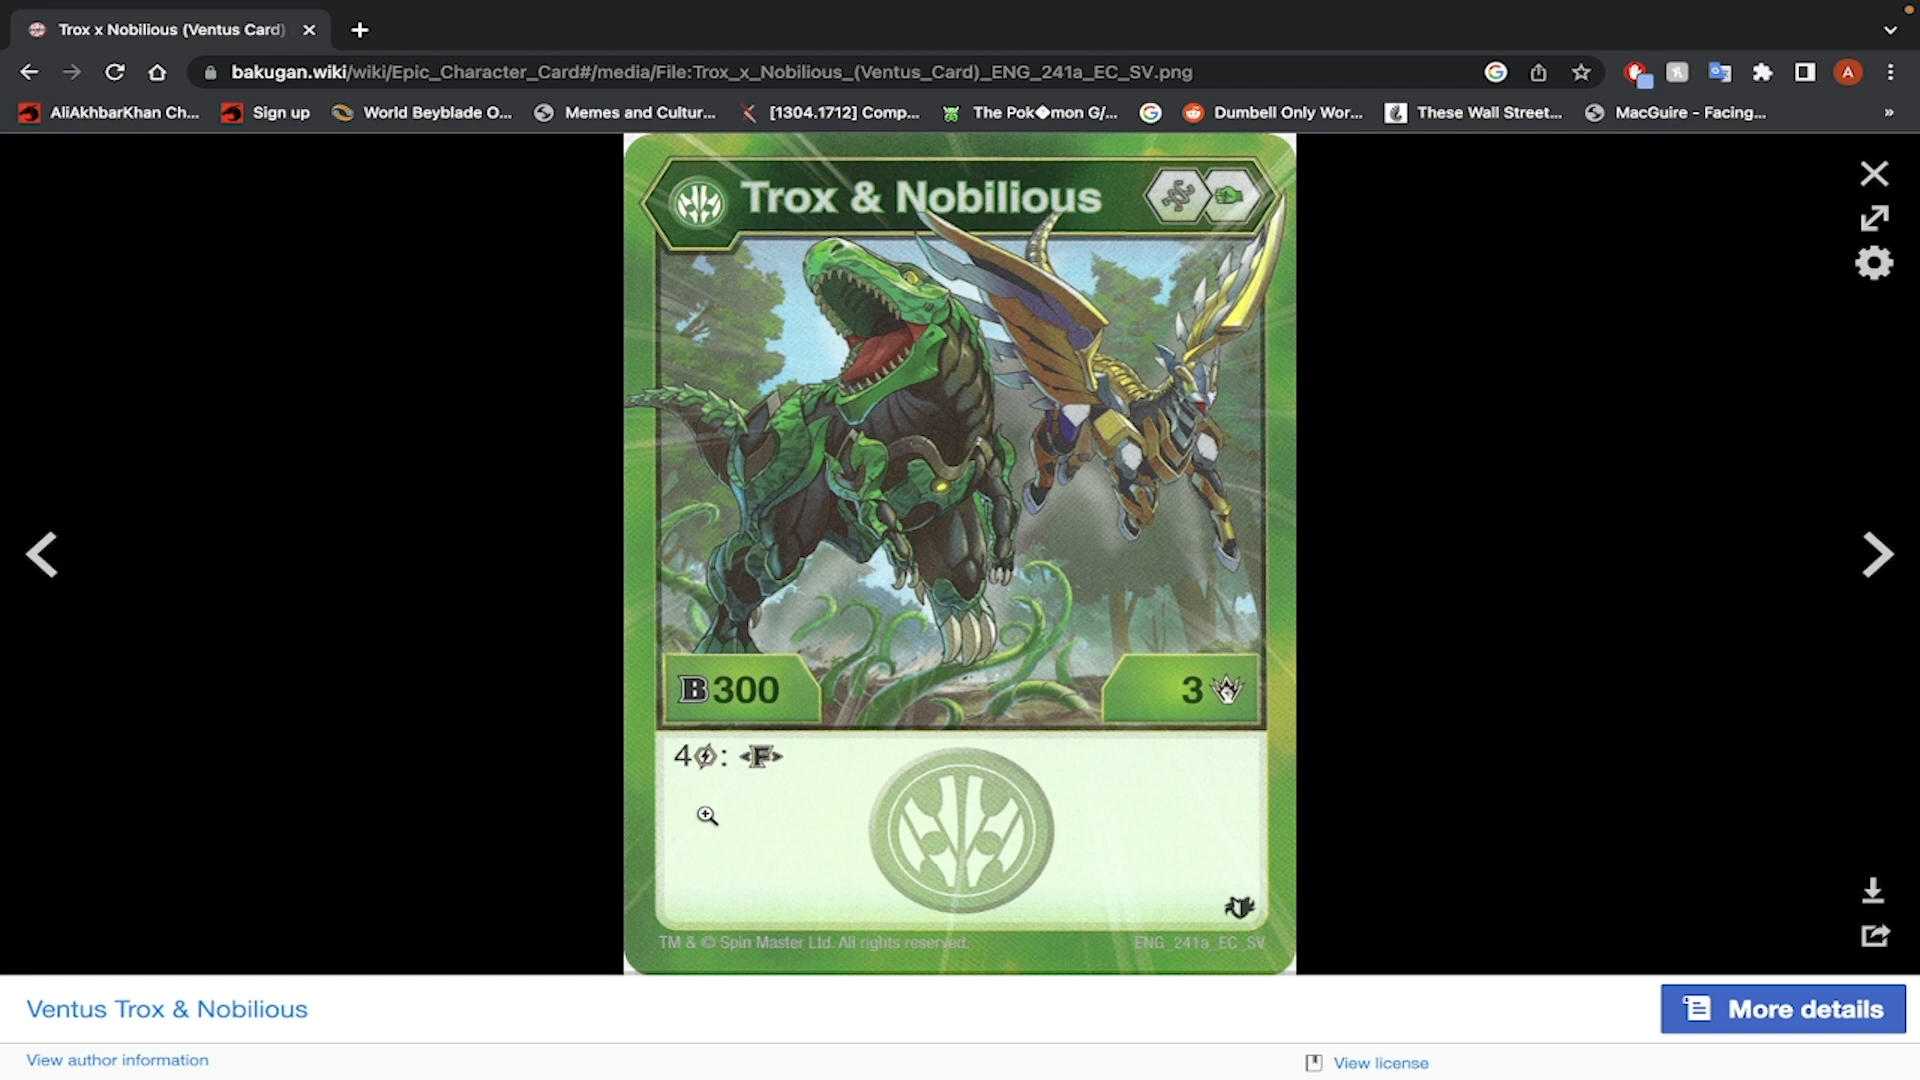 Trox x Nobilious (Ventus Card)
bakugan.wiki/wiki/Epic_Character_Card#/media/File:Trox_x_Nobilious_(Ventus_Card)_ENG_241a_EC_SV.png
A
AliAkhbarKhan Ch...
Sign up
World Beyblade O...
Memes and Cultur...
[1304.1712] Comp...
The Pok�mon G/...
Dumbell Only Wor...
These Wall Street...
MacGuire – Facing...
»
Trox & Nobilious
B 300
3
4 : F
TM & © Spin Master Ltd. All rights reserved.
ENG_241a_EC_SV
Ventus Trox & Nobilious
More details
View author information
View license